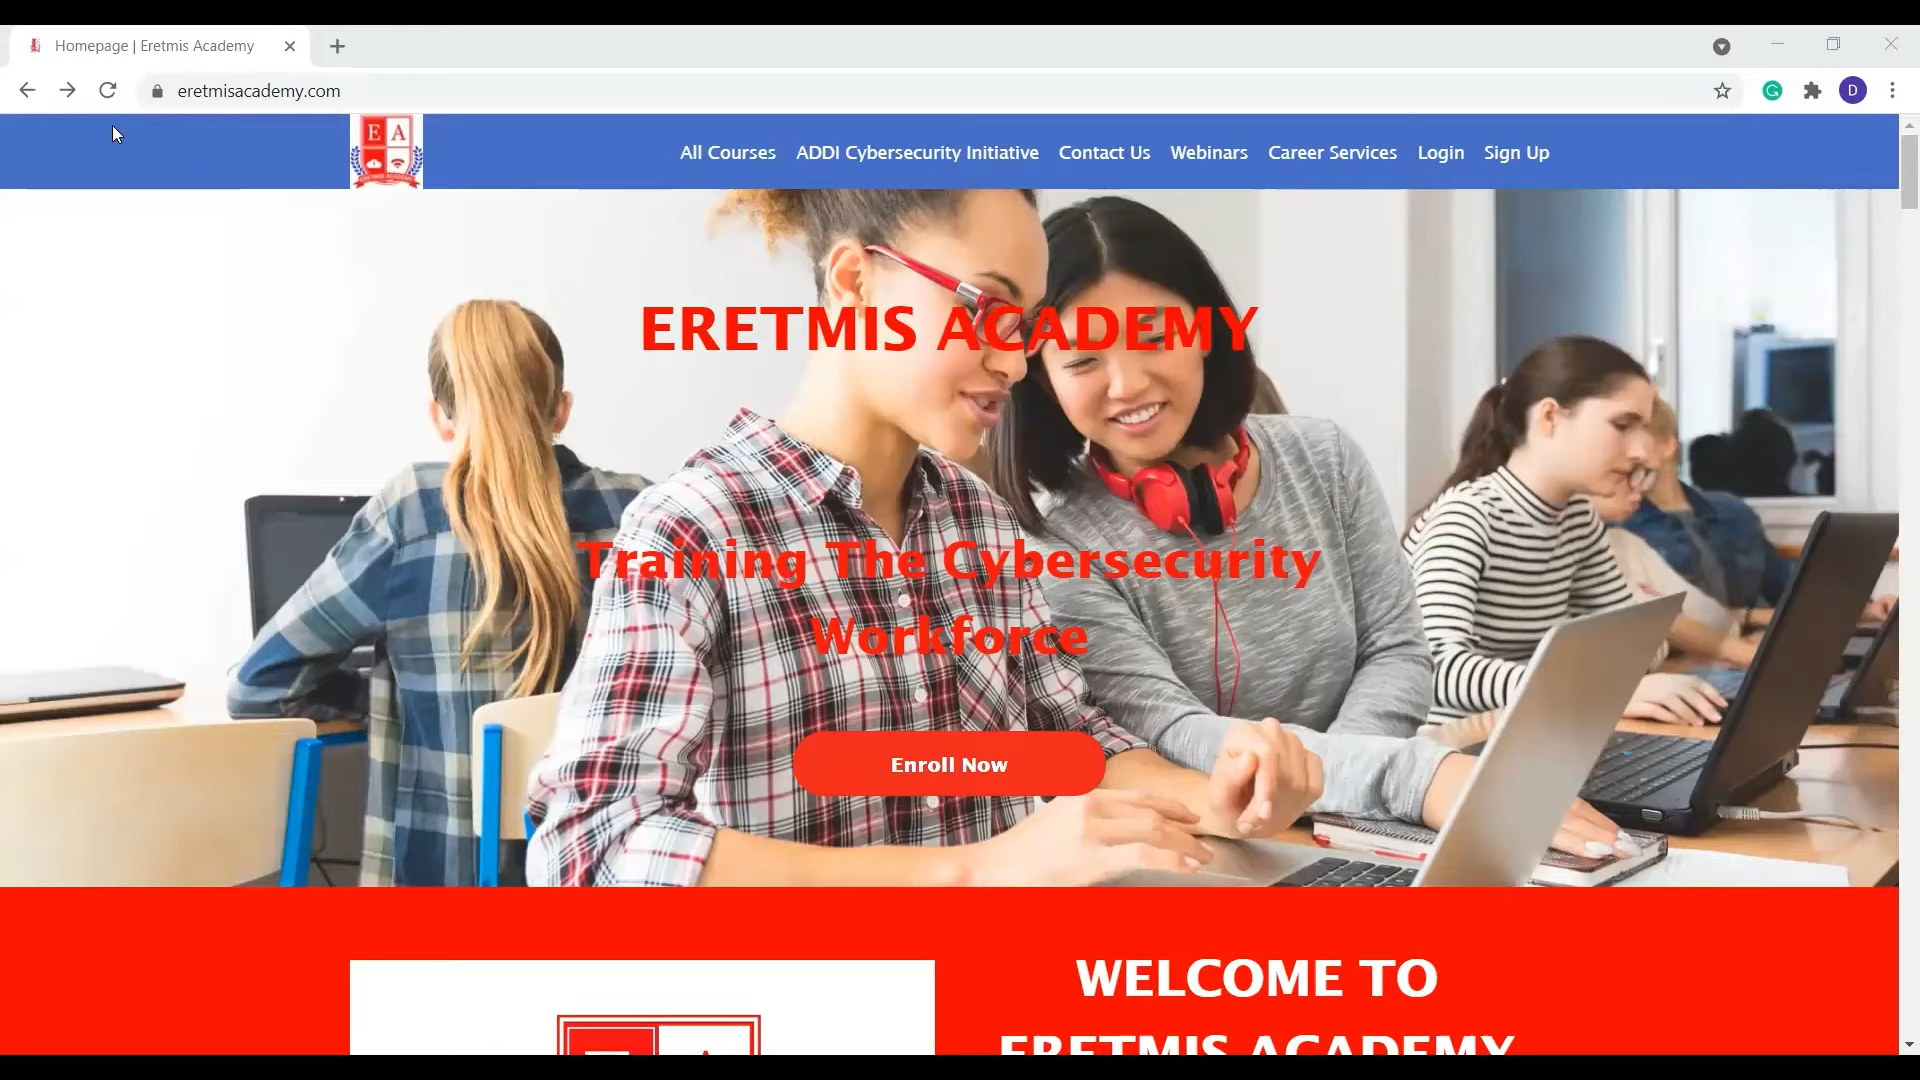 Homepage | Eretmis Academy
eretmisacademy.com
D
E A
All Courses ADDI Cybersecurity Initiative Contact Us Webinars Career Services Login Sign Up
ERETMIS ACADEMY
Training The Cybersecurity
Workforce
Enroll Now
WELCOME TO
ERETMIS ACADEMY